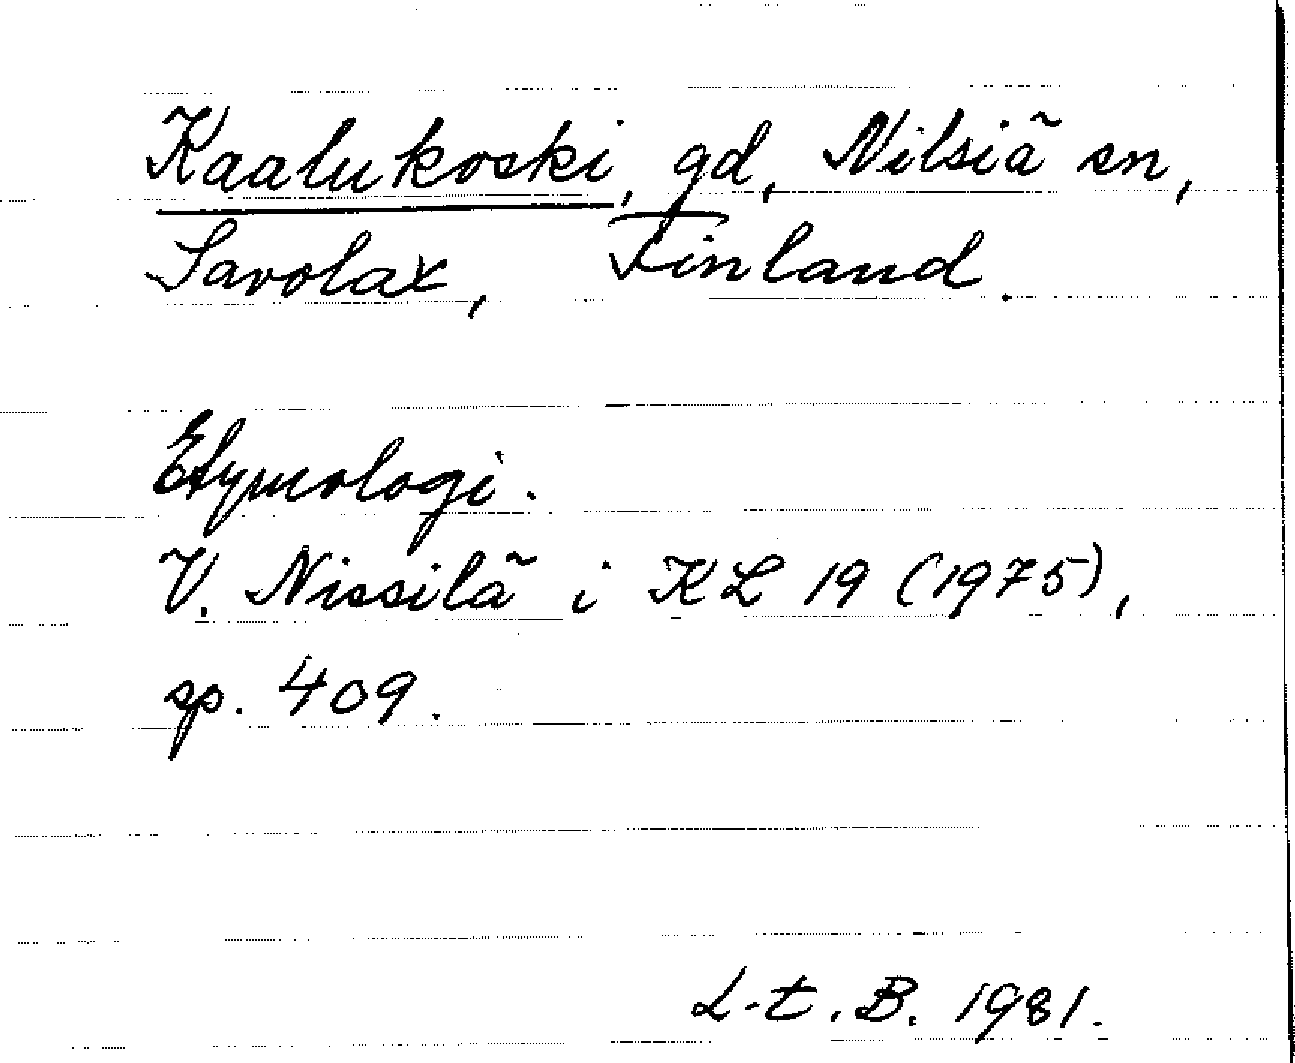 Kaalukoski, gd, Nilsiä sn,
Savolax, Finland.
Etymologi.
V. Nissilä i KL 19 (1975),
sp. 409.
L-t. B. 1981.